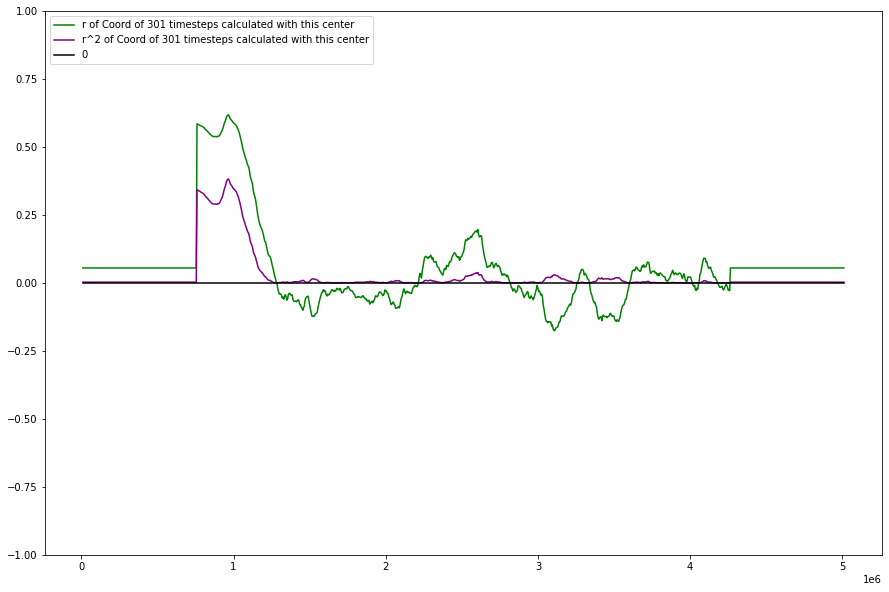 1.00
r of Coord of 301 timesteps calculated with this center
r^2 of Coord of 301 timesteps calculated with this center
0
0.75
0.50
0.25
0.00
−0.25
−0.50
−0.75
−1.00
0 1 2 3 4 5
1e6